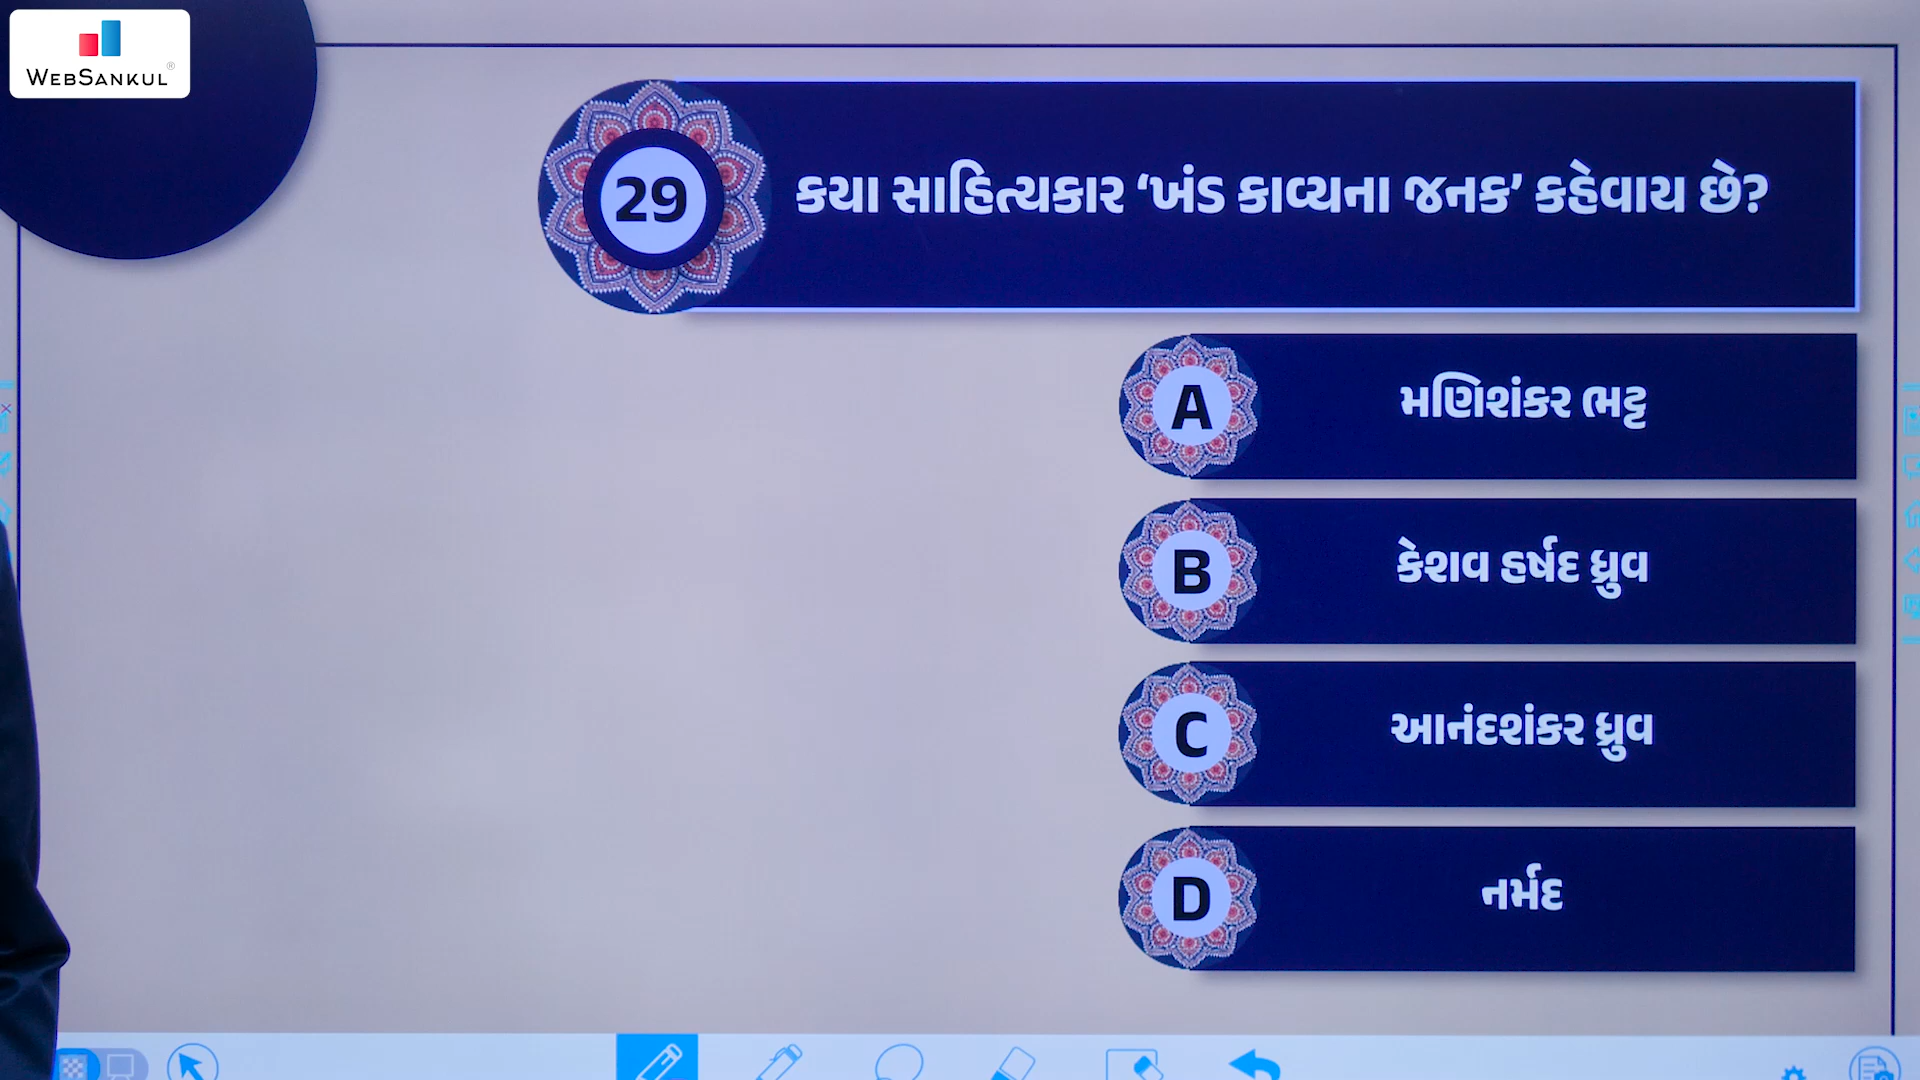 WEBSANKUL®
29
કયા સાહિત્યકાર ‘ખંડ કાવ્યના જનક’ કહેવાય છે?
A
મણિશંકર ભટ્ટ
B
કેશવ હર્ષદ ધ્રુવ
C
આનંદશંકર ધ્રુવ
D
નર્મદ